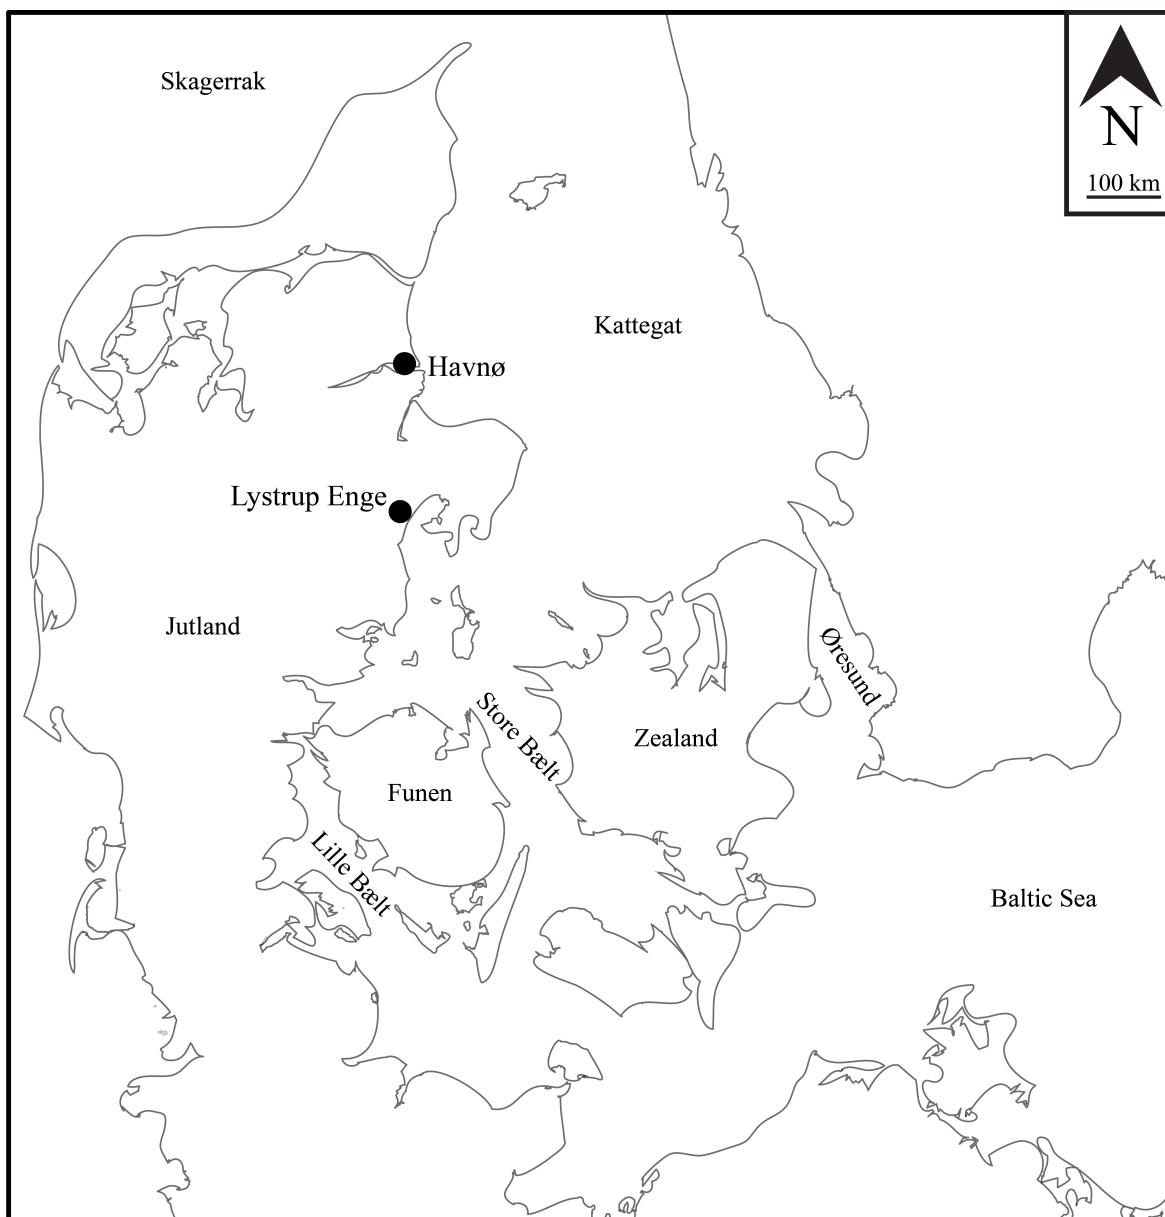 Skagerrak
N
100 km
Kattegat
Havnø
Lystrup Enge
Jutland
Øresund
Store Bælt
Zealand
Funen
Lille Bælt
Baltic Sea